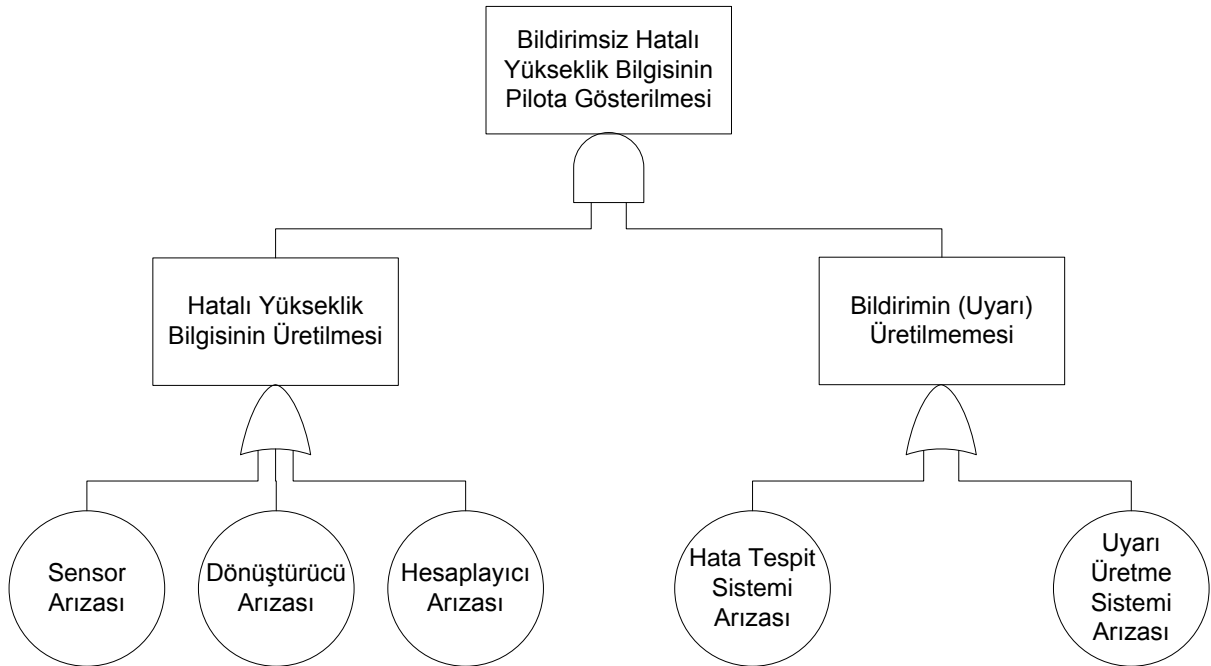 Bildirimsiz Hatalı
Yükseklik Bilgisinin
Pilota Gösterilmesi
Hatalı Yükseklik
Bilgisinin Üretilmesi
Bildirimin (Uyarı)
Üretilmemesi
Sensor
Arızası
Dönüştürücü
Arızası
Hesaplayıcı
Arızası
Hata Tespit
Sistemi
Arızası
Uyarı
Üretme
Sistemi
Arızası